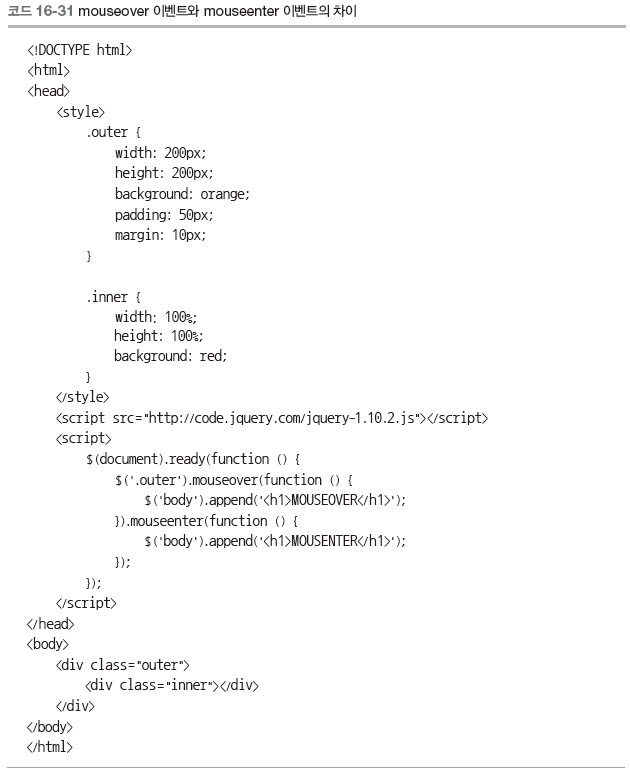 코드 16-31 mouseover 이벤트와 mouseenter 이벤트의 차이
<!DOCTYPE html>
<html>
<head>
    <style>
        .outer {
            width: 200px;
            height: 200px;
            background: orange;
            padding: 50px;
            margin: 10px;
        }

        .inner {
            width: 100%;
            height: 100%;
            background: red;
        }
    </style>
    <script src="http://code.jquery.com/jquery-1.10.2.js"></script>
    <script>
        $(document).ready(function () {
            $('.outer').mouseover(function () {
                $('body').append('<h1>MOUSEOVER</h1>');
            }).mouseenter(function () {
                $('body').append('<h1>MOUSENTER</h1>');
            });
        });
    </script>
</head>
<body>
    <div class="outer">
        <div class="inner"></div>
    </div>
</body>
</html>